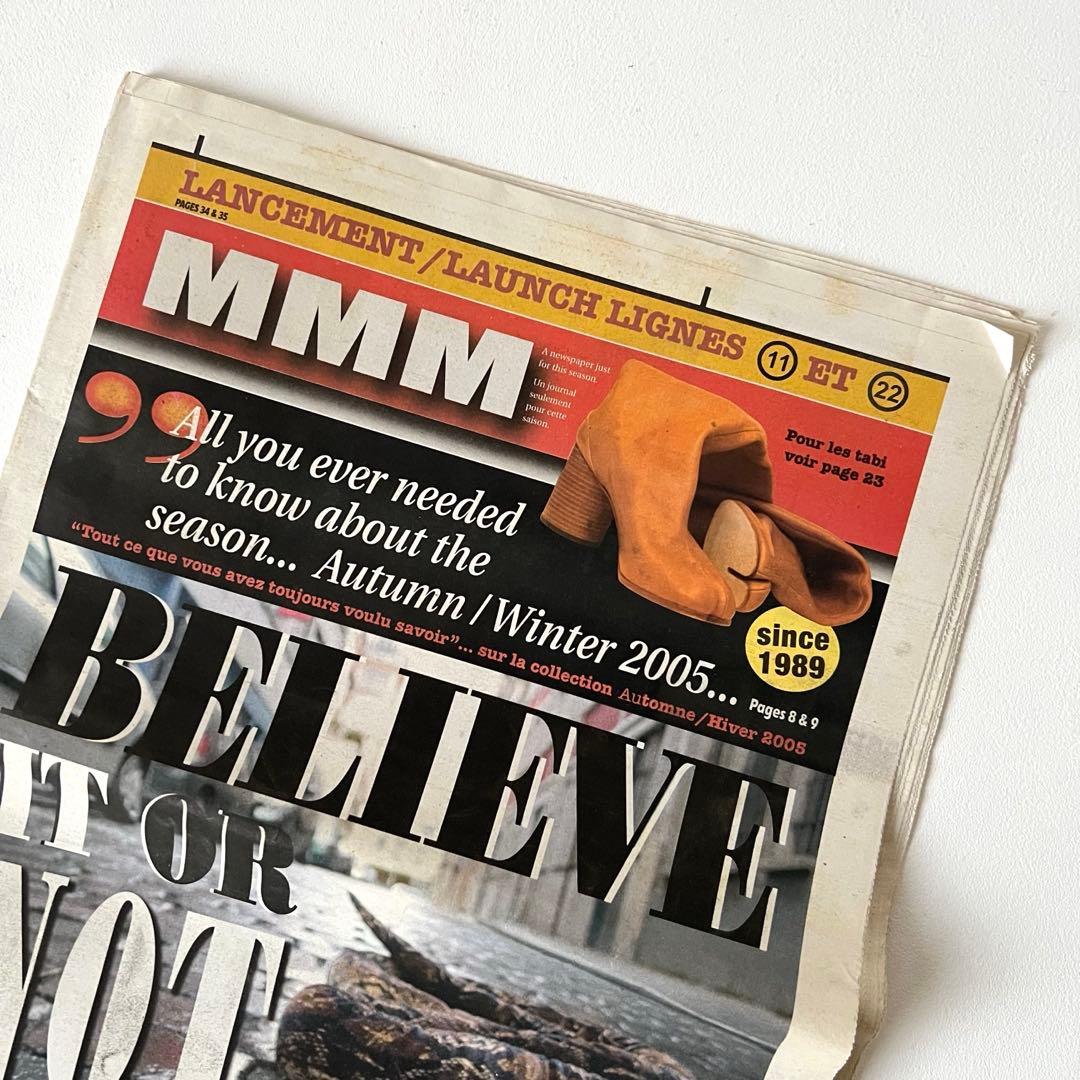 LANCEMENT/LAUNCH LIGNES 11 ET 22
PAGES 34 & 35
MMM
A newspaper just
for this season.
Un journal
seulement
pour cette
saison.
Pour les tabi
voir page 23
"All you ever needed
to know about the
season... Autumn/Winter 2005...
Pages 8 & 9
"Tout ce que vous avez toujours voulu savoir"... sur la collection Automne/Hiver 2005
since
1989
BELIEVE
IT OR
NOT